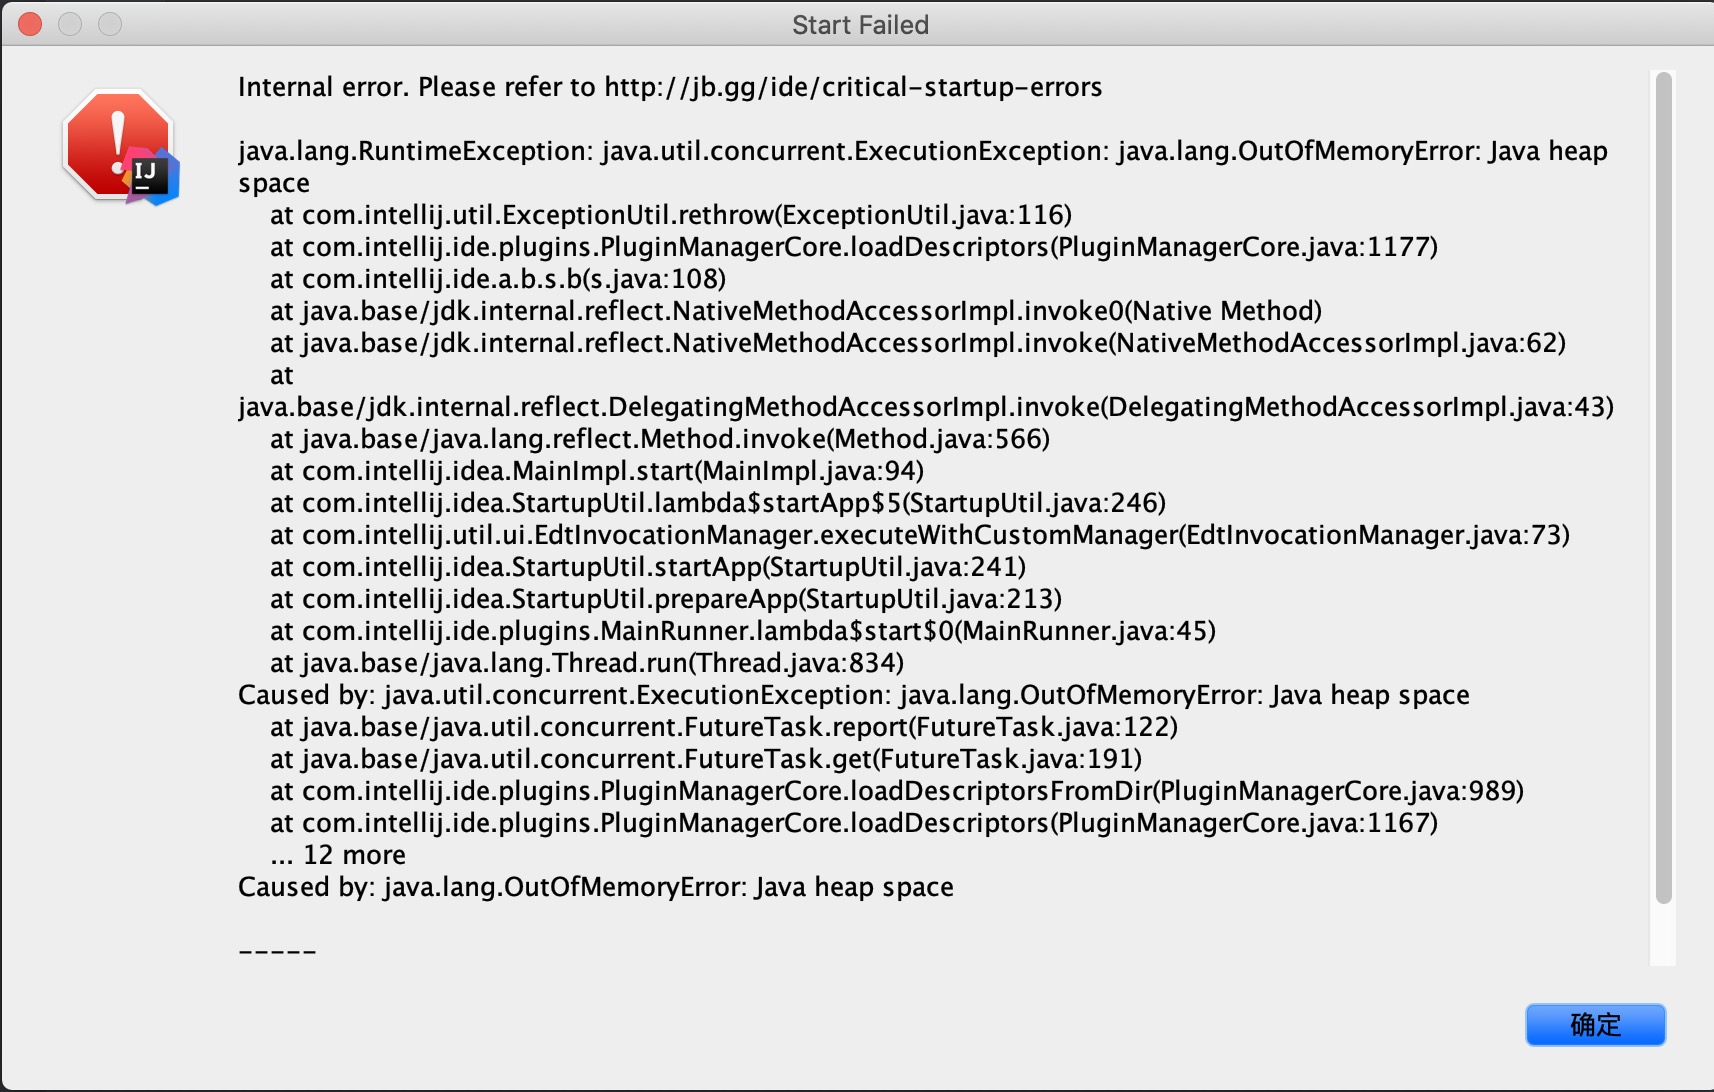 Start Failed
Internal error. Please refer to http://jb.gg/ide/critical-startup-errors
java.lang.RuntimeException: java.util.concurrent.ExecutionException: java.lang.OutOfMemoryError: Java heap
space
at com.intellij.util.ExceptionUtil.rethrow(ExceptionUtil.java:116)
at com.intellij.ide.plugins.PluginManagerCore.loadDescriptors(PluginManagerCore.java:1177)
at com.intellij.ide.a.b.s.b(s.java:108)
at java.base/jdk.internal.reflect.NativeMethodAccessorImpl.invoke0(Native Method)
at java.base/jdk.internal.reflect.NativeMethodAccessorImpl.invoke(NativeMethodAccessorImpl.java:62)
at
java.base/jdk.internal.reflect.DelegatingMethodAccessorImpl.invoke(DelegatingMethodAccessorImpl.java:43)
at java.base/java.lang.reflect.Method.invoke(Method.java:566)
at com.intellij.idea.MainImpl.start(MainImpl.java:94)
at com.intellij.idea.StartupUtil.lambda$startApp$5(StartupUtil.java:246)
at com.intellij.util.ui.EdtInvocationManager.executeWithCustomManager(EdtInvocationManager.java:73)
at com.intellij.idea.StartupUtil.startApp(StartupUtil.java:241)
at com.intellij.idea.StartupUtil.prepareApp(StartupUtil.java:213)
at com.intellij.ide.plugins.MainRunner.lambda$start$0(MainRunner.java:45)
at java.base/java.lang.Thread.run(Thread.java:834)
Caused by: java.util.concurrent.ExecutionException: java.lang.OutOfMemoryError: Java heap space
at java.base/java.util.concurrent.FutureTask.report(FutureTask.java:122)
at java.base/java.util.concurrent.FutureTask.get(FutureTask.java:191)
at com.intellij.ide.plugins.PluginManagerCore.loadDescriptorsFromDir(PluginManagerCore.java:989)
at com.intellij.ide.plugins.PluginManagerCore.loadDescriptors(PluginManagerCore.java:1167)
... 12 more
Caused by: java.lang.OutOfMemoryError: Java heap space
-----
IJ
确定